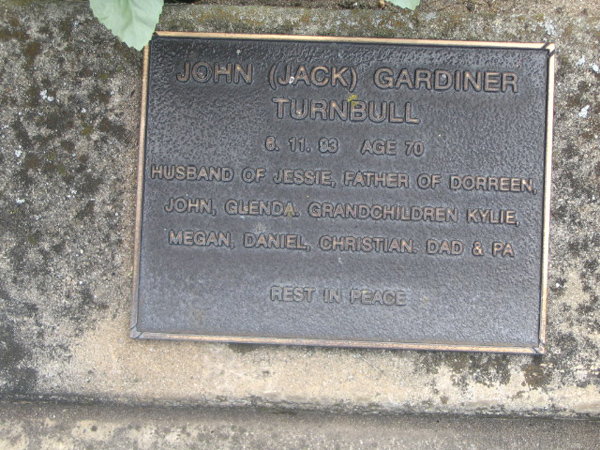 JOHN (JACK) GARDINER
TURNBULL
6. 11. 93 AGE 70
HUSBAND OF JESSIE, FATHER OF DORREEN,
JOHN, GLENDA. GRANDCHILDREN KYLIE,
MEGAN, DANIEL, CHRISTIAN. DAD & PA
REST IN PEACE